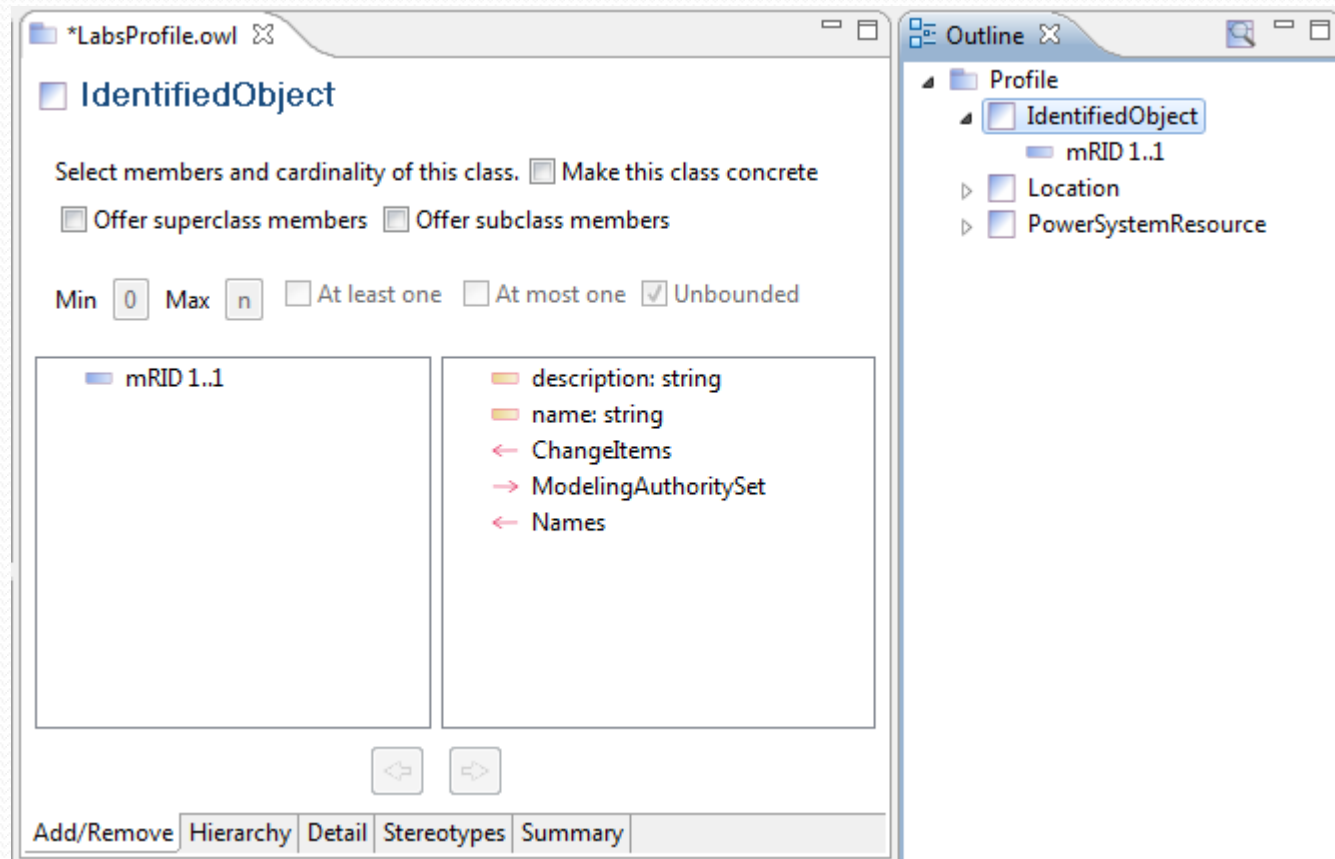 *LabsProfile.owl
IdentifiedObject
Select members and cardinality of this class. Make this class concrete
Offer superclass members Offer subclass members
Min 0 Max n At least one At most one Unbounded
mRID 1..1
description: string
name: string
ChangeItems
ModelingAuthoritySet
Names
Add/Remove Hierarchy Detail Stereotypes Summary
Outline
Profile
IdentifiedObject
mRID 1..1
Location
PowerSystemResource